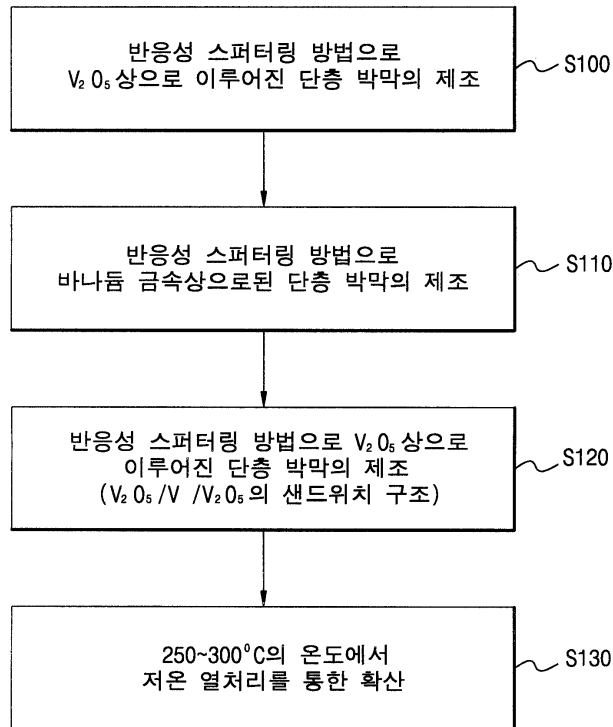 반응성 스퍼터링 방법으로
V₂O₅상으로 이루어진 단층 박막의 제조
S100
반응성 스퍼터링 방법으로
바나듐 금속상으로된 단층 박막의 제조
S110
반응성 스퍼터링 방법으로 V₂O₅상으로
이루어진 단층 박막의 제조
(V₂O₅/V /V₂O₅의 샌드위치 구조)
S120
250~300⁰C의 온도에서
저온 열처리를 통한 확산
S130